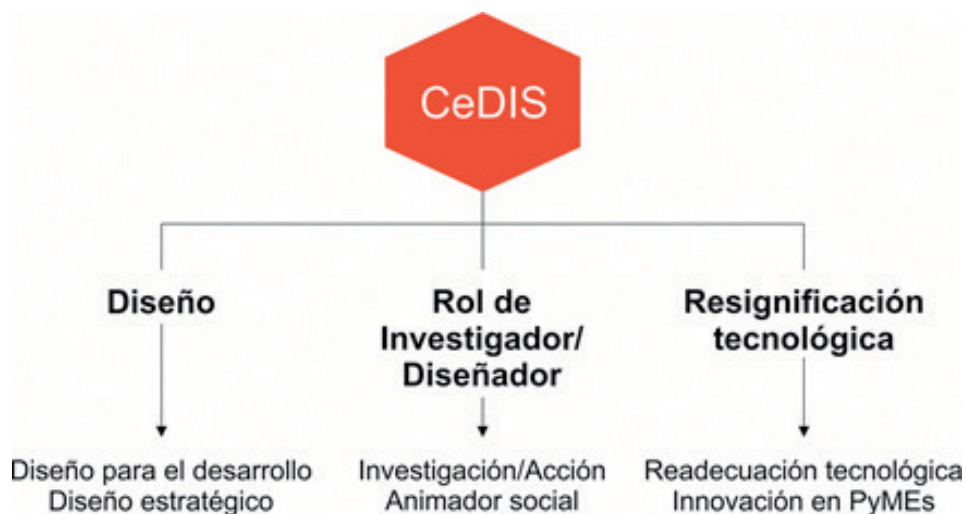 CeDIS
Diseño
Rol de
Investigador/
Diseñador
Resignificación
tecnológica
Diseño para el desarrollo
Diseño estratégico
Investigación/Acción
Animador social
Readecuación tecnológica
Innovación en PyMEs